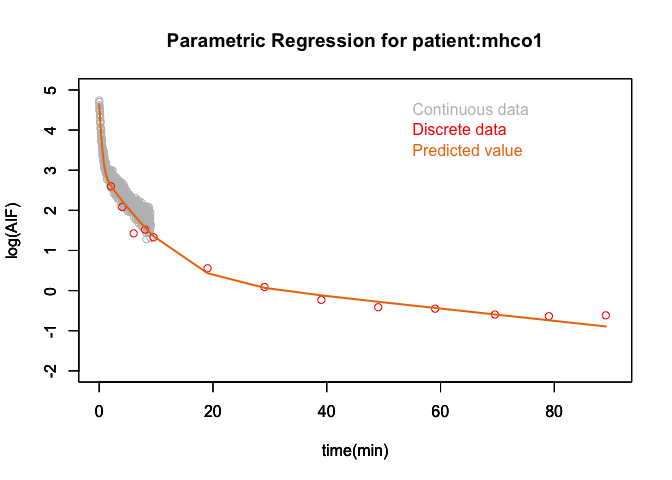 Parametric Regression for patient:mhco1
Continuous data
Discrete data
Predicted value
log(AIF)
5
4
3
2
1
0
-1
-2
0 20 40 60 80
time(min)